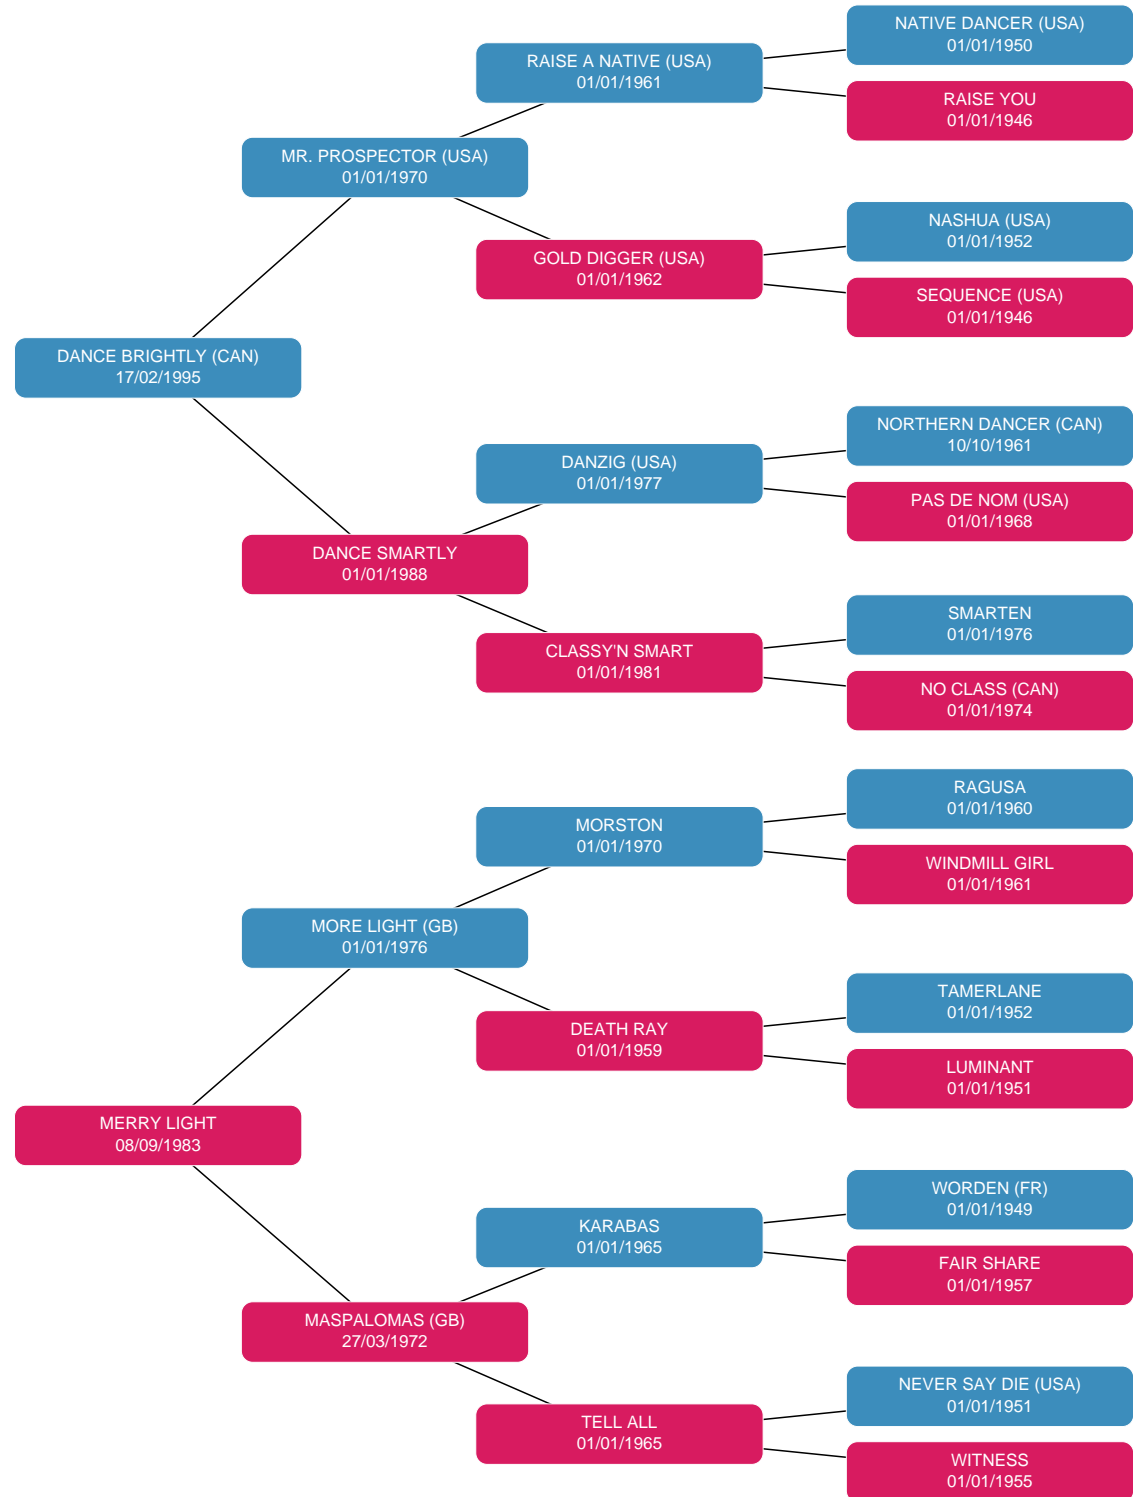 NATIVE DANCER (USA)
01/01/1950
RAISE A NATIVE (USA)
01/01/1961
RAISE YOU
01/01/1946
MR. PROSPECTOR (USA)
01/01/1970
NASHUA (USA)
01/01/1952
GOLD DIGGER (USA)
01/01/1962
SEQUENCE (USA)
01/01/1946
DANCE BRIGHTLY (CAN)
17/02/1995
NORTHERN DANCER (CAN)
10/10/1961
DANZIG (USA)
01/01/1977
PAS DE NOM (USA)
01/01/1968
DANCE SMARTLY
01/01/1988
SMARTEN
01/01/1976
CLASSY'N SMART
01/01/1981
NO CLASS (CAN)
01/01/1974
RAGUSA
01/01/1960
MORSTON
01/01/1970
WINDMILL GIRL
01/01/1961
MORE LIGHT (GB)
01/01/1976
TAMERLANE
01/01/1952
DEATH RAY
01/01/1959
LUMINANT
01/01/1951
MERRY LIGHT
08/09/1983
WORDEN (FR)
01/01/1949
KARABAS
01/01/1965
FAIR SHARE
01/01/1957
MASPALOMAS (GB)
27/03/1972
NEVER SAY DIE (USA)
01/01/1951
TELL ALL
01/01/1965
WITNESS
01/01/1955